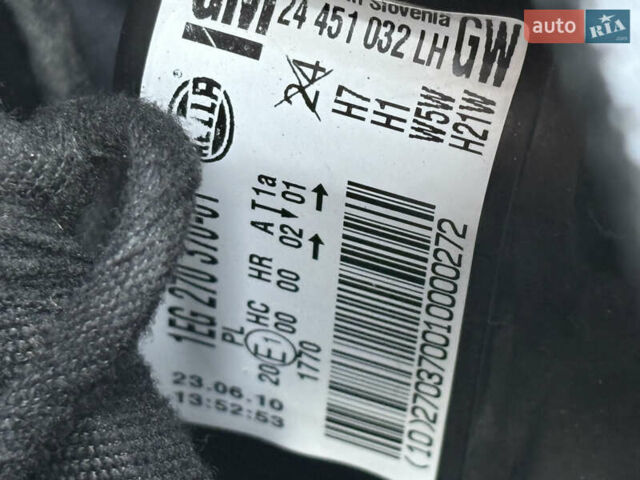 auto RIA
.com
in Slovenia
GM 24 451 032 LH GW
24
H7
H1
W5W
H21W
HELLA
1EG 270 370-01
PL HC HR A T1a
20 E1 00 00 02 01
1770
23.06.10
13:52:53
(10)270370010000272